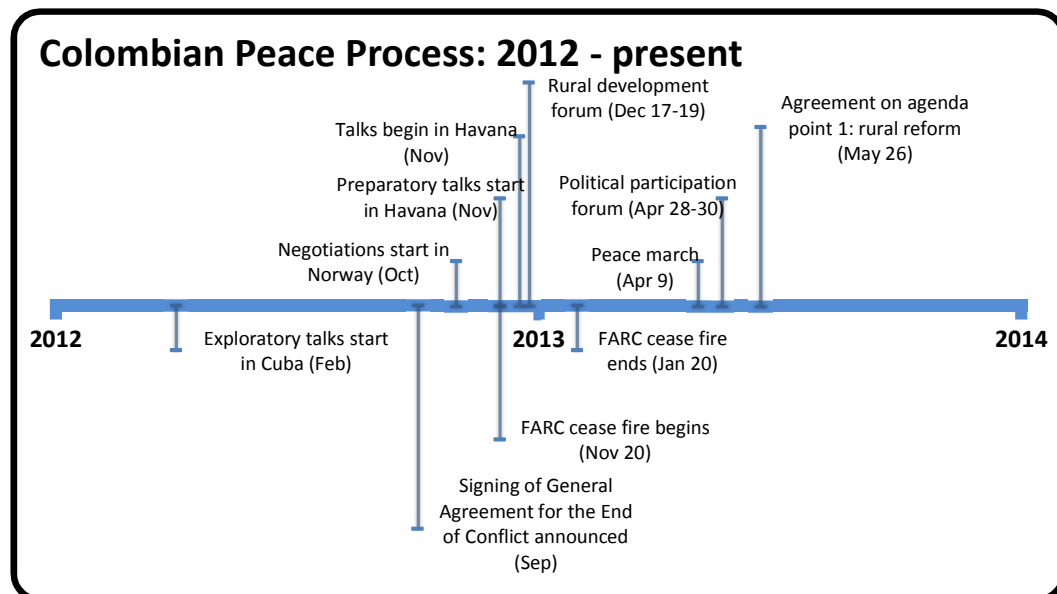 Colombian Peace Process: 2012 - present
Rural development
forum (Dec 17-19)
Agreement on agenda
point 1: rural reform
(May 26)
Talks begin in Havana
(Nov)
Preparatory talks start
in Havana (Nov)
Political participation
forum (Apr 28-30)
Negotiations start in
Norway (Oct)
Peace march
(Apr 9)
2012
2013
2014
Exploratory talks start
in Cuba (Feb)
FARC cease fire
ends (Jan 20)
FARC cease fire begins
(Nov 20)
Signing of General
Agreement for the End
of Conflict announced
(Sep)